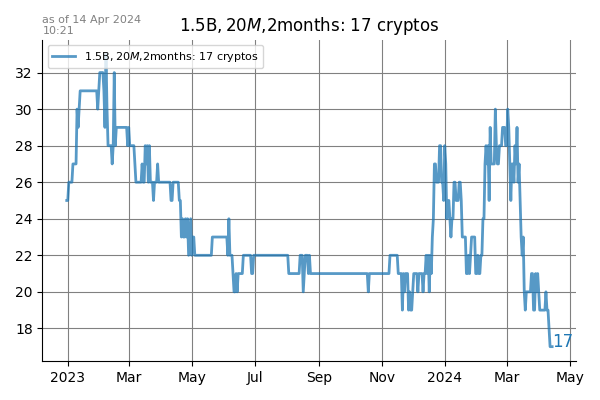 as of 14 Apr 2024
10:21
1.5B, 20M,2months: 17 cryptos
1.5B, 20M,2months: 17 cryptos
32
30
28
26
24
22
20
18
17
2023 Mar May Jul Sep Nov 2024 Mar May